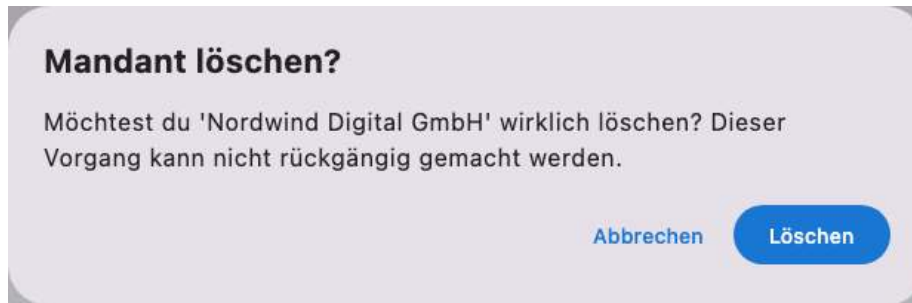 Mandant löschen?
Möchtest du 'Nordwind Digital GmbH' wirklich löschen? Dieser
Vorgang kann nicht rückgängig gemacht werden.
Abbrechen
Löschen